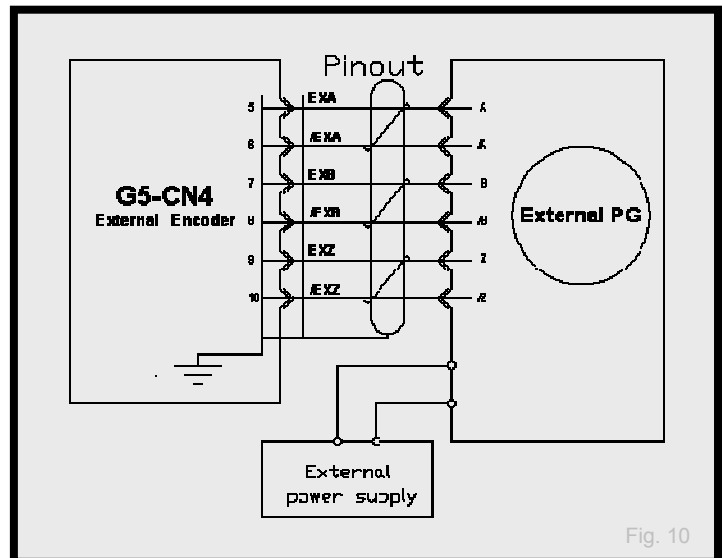 Pinout
5 EXA A
6 /EXA /A
7 EXB B
8 /EXB /B
9 EXZ Z
10 /EXZ /Z
G5-CN4
External Encoder
External PG
External
power supply
Fig. 10